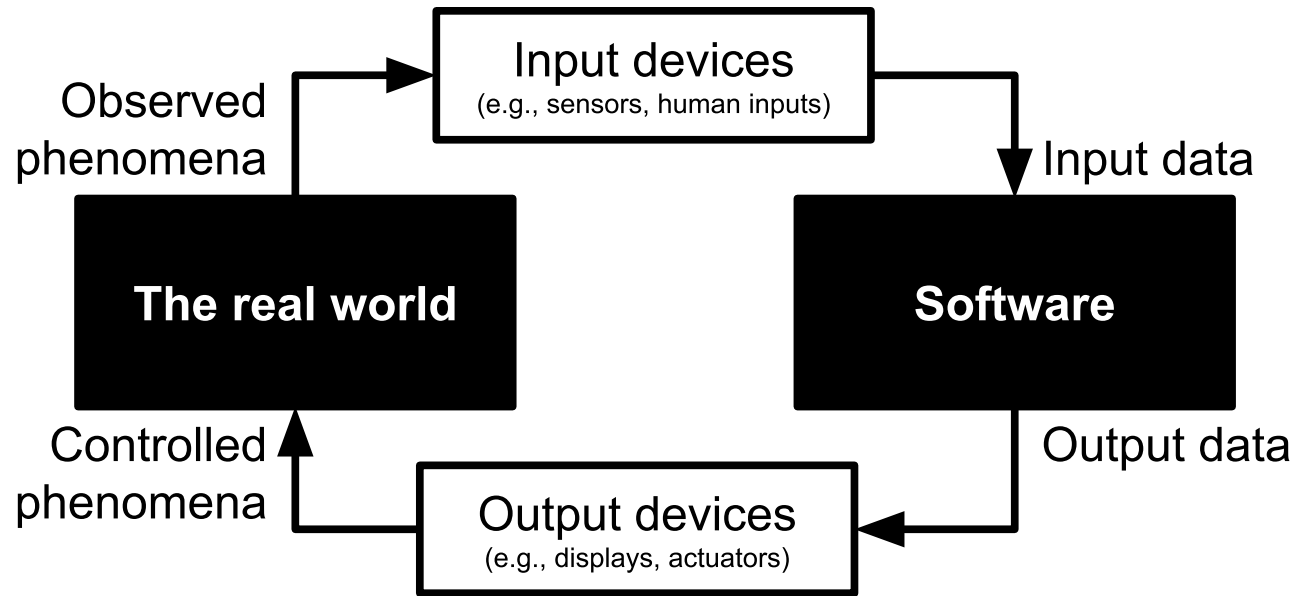 Input devices
(e.g., sensors, human inputs)
Observed
phenomena
Input data
The real world
Software
Controlled
phenomena
Output data
Output devices
(e.g., displays, actuators)